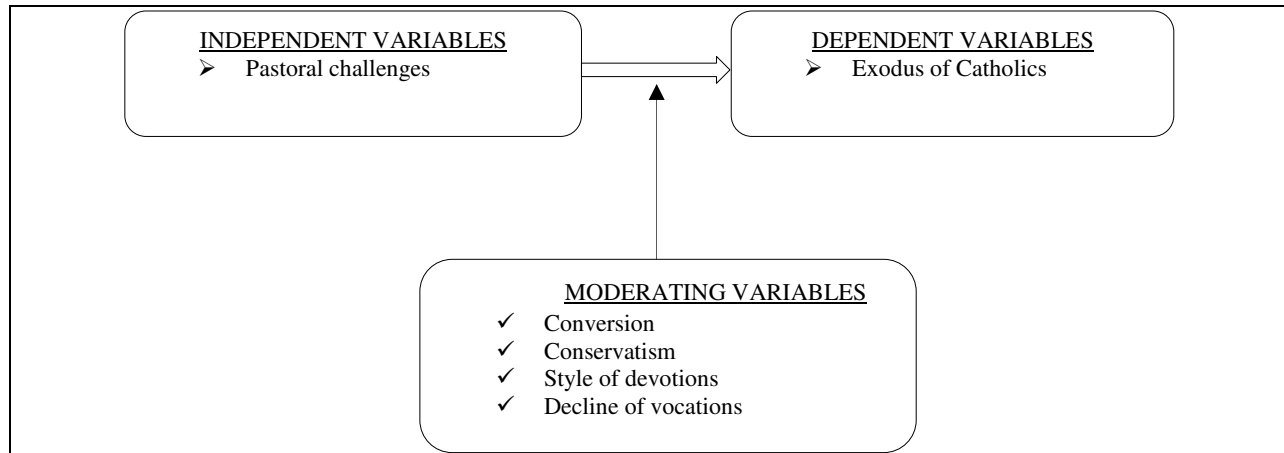 INDEPENDENT VARIABLES
➢ Pastoral challenges
DEPENDENT VARIABLES
➢ Exodus of Catholics
MODERATING VARIABLES
✓ Conversion
✓ Conservatism
✓ Style of devotions
✓ Decline of vocations